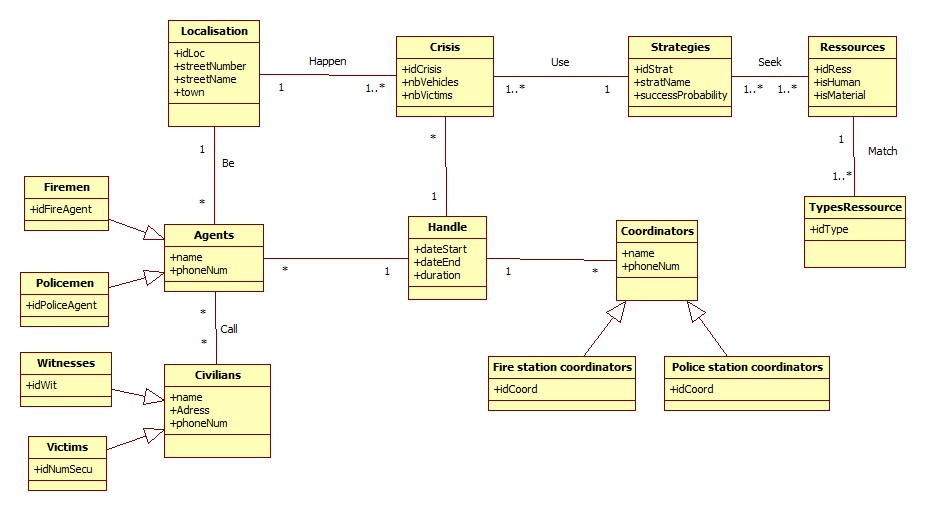 Localisation
+idLoc
+streetNumber
+streetName
+town
Happen
1
1..*
Crisis
+idCrisis
+nbVehicles
+nbVictims
Use
1..*
1
Strategies
+idStrat
+stratName
+successProbability
Seek
1..*
1..*
Ressources
+idRess
+isHuman
+isMaterial
1
Be
*
*
1
1
Match
1..*
TypesRessource
+idType
Firemen
+idFireAgent
Agents
+name
+phoneNum
*
1
Handle
+dateStart
+dateEnd
+duration
1
*
Coordinators
+name
+phoneNum
Policemen
+idPoliceAgent
*
Call
*
Witnesses
+idWit
Civilians
+name
+Adress
+phoneNum
Victims
+idNumSecu
Fire station coordinators
+idCoord
Police station coordinators
+idCoord